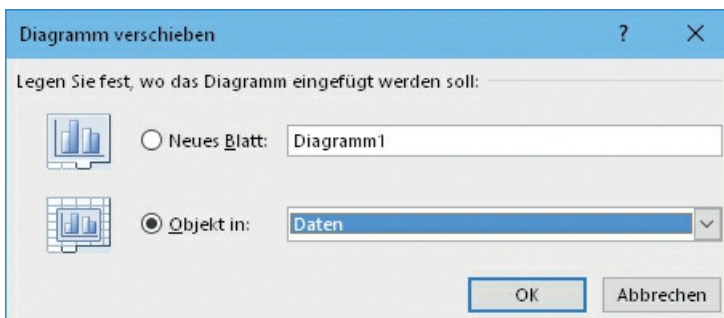 Diagramm verschieben ? ×
Legen Sie fest, wo das Diagramm eingefügt werden soll:
Neues Blatt: Diagramm1
Objekt in: Daten
OK Abbrechen